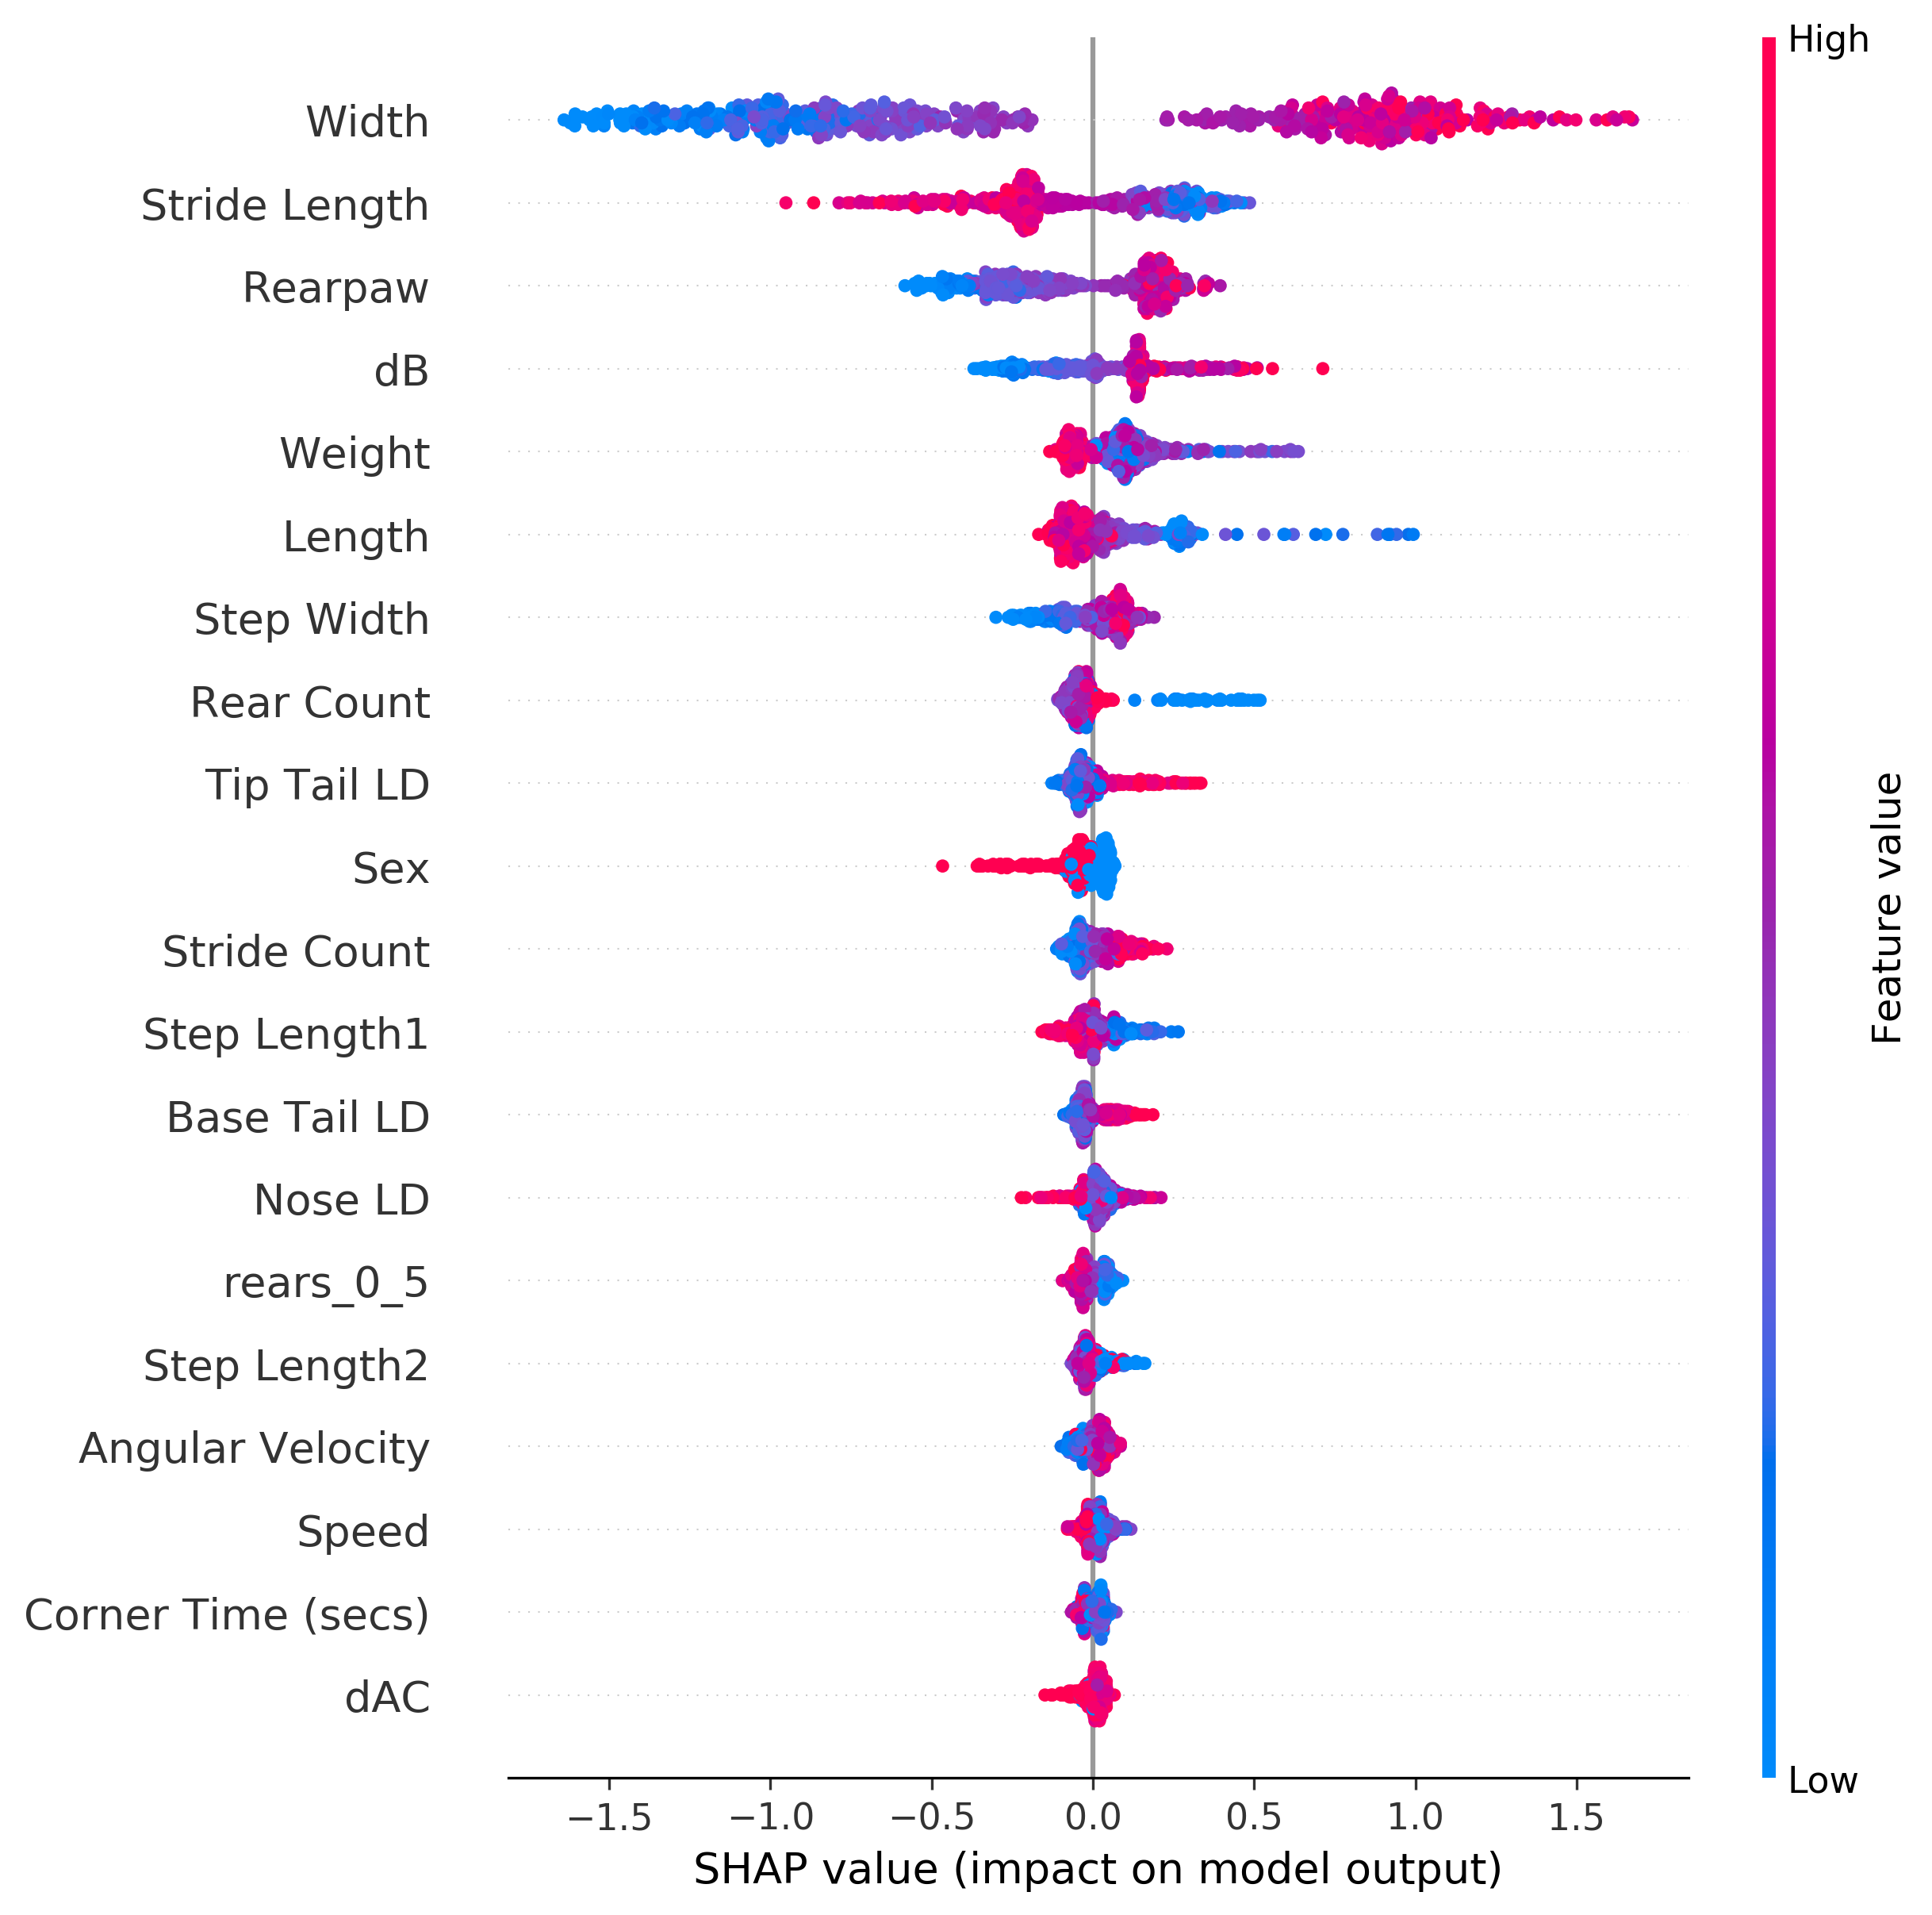 High
Width
Stride Length
Rearpaw
dB
Weight
Length
Step Width
Rear Count
Tip Tail LD
Sex
Stride Count
Step Length1
Base Tail LD
Nose LD
rears_0_5
Step Length2
Angular Velocity
Speed
Corner Time (secs)
dAC
Feature value
Low
−1.5 −1.0 −0.5 0.0 0.5 1.0 1.5
SHAP value (impact on model output)